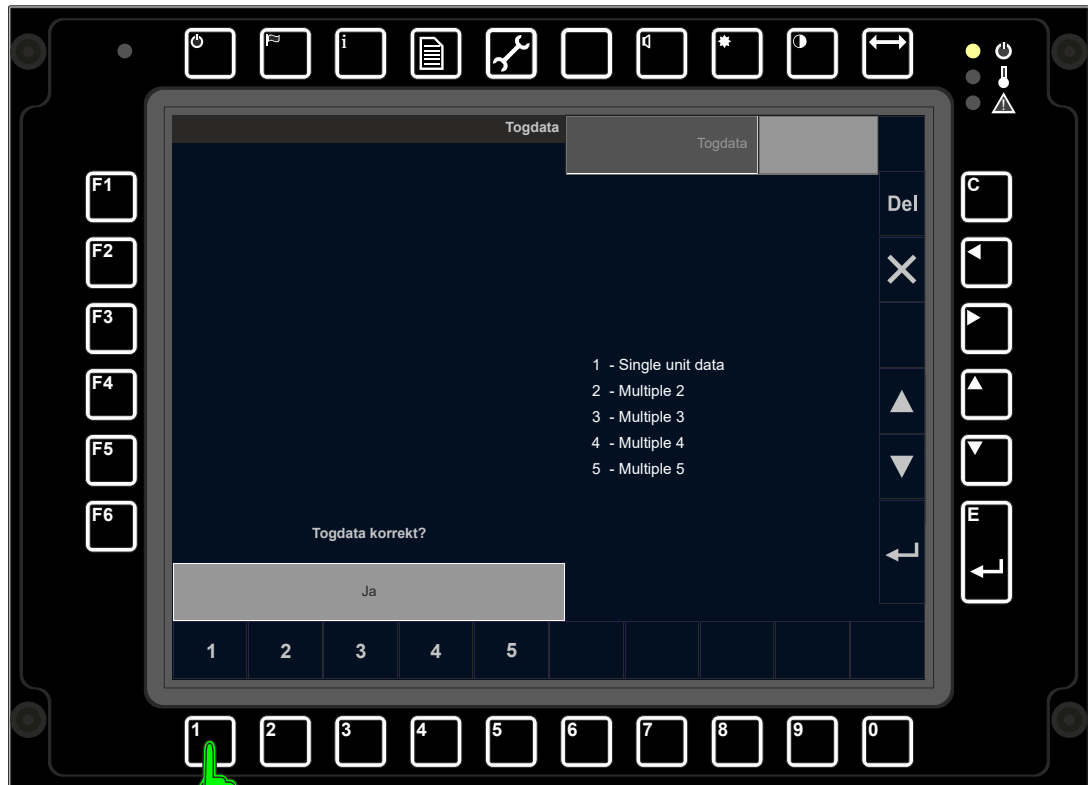 i
Togdata
Togdata
F1
C
Del
F2
F3
1 - Single unit data
F4
2 - Multiple 2
3 - Multiple 3
4 - Multiple 4
F5
5 - Multiple 5
F6
E
Togdata korrekt?
Ja
1 2 3 4 5
1 2 3 4 5 6 7 8 9 0